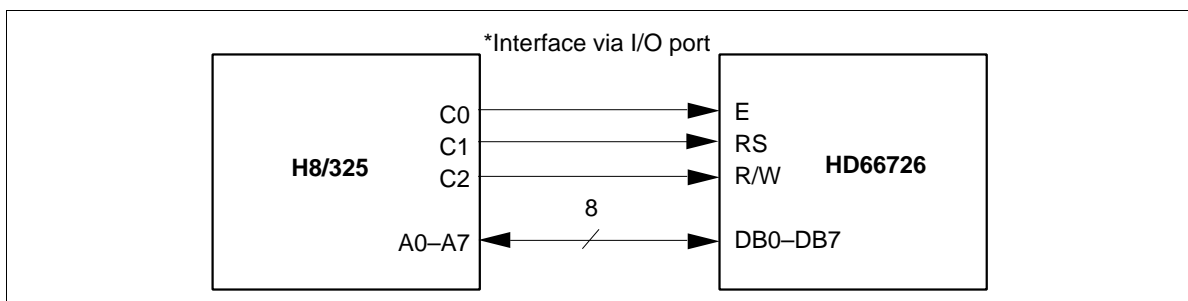 *Interface via I/O port
C0
E
C1
RS
H8/325
HD66726
C2
R/W
8
A0–A7
DB0–DB7